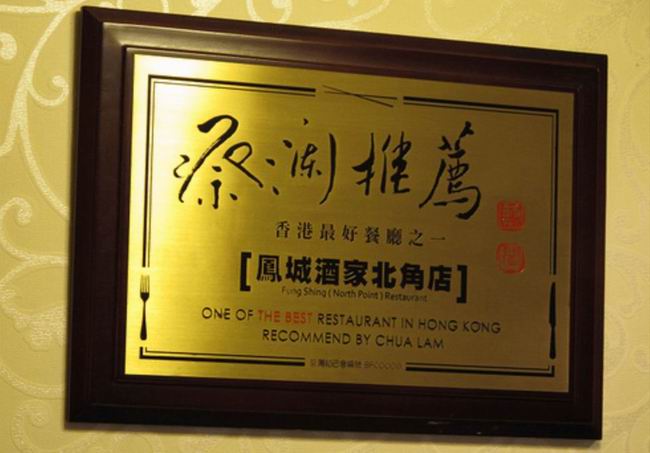 蔡瀾推薦
香港最好餐廳之一
[鳳城酒家北角店]
Fung Shing ( North Point ) Restaurant
ONE OF THE BEST RESTAURANT IN HONG KONG
RECOMMEND BY CHUA LAM